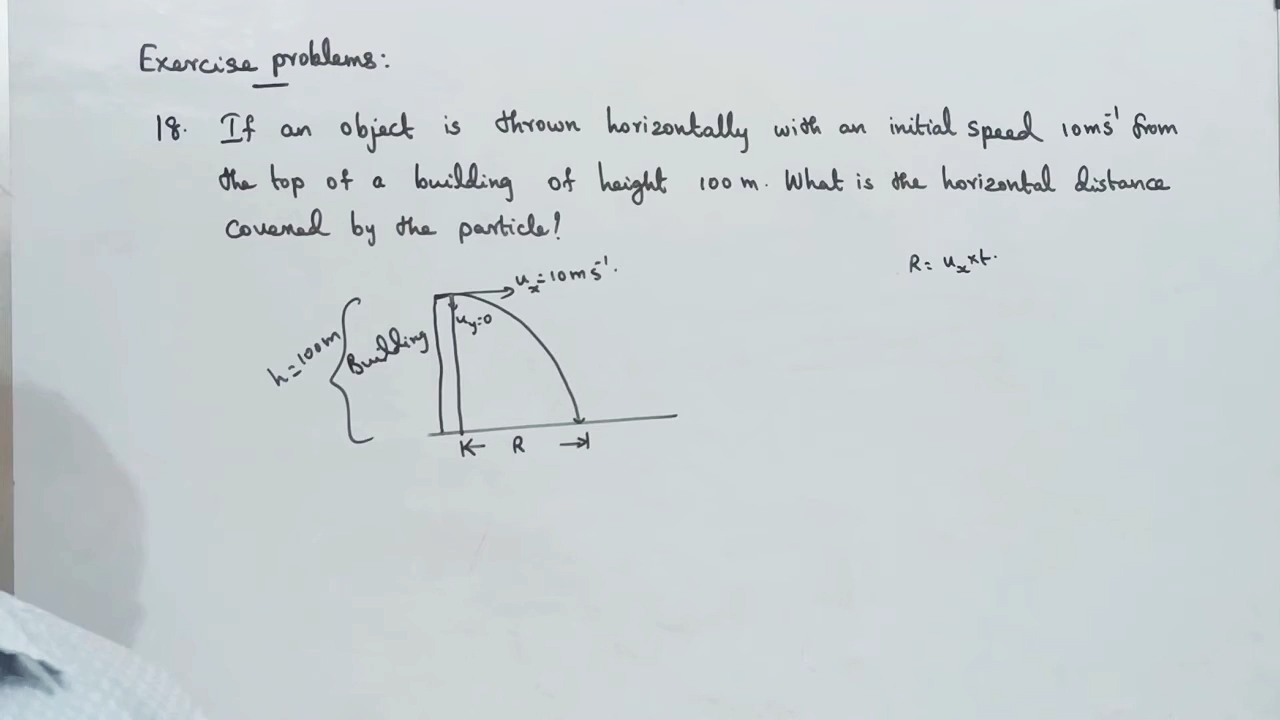 Exercise problems:
18. If an object is thrown horizontally with an initial speed 10ms⁻¹ from
the top of a building of height 100 m. What is the horizontal distance
covered by the particle?
R = uₓ × t.
uₓ = 10 m s⁻¹.
u_y = 0
h = 100m
Building
R